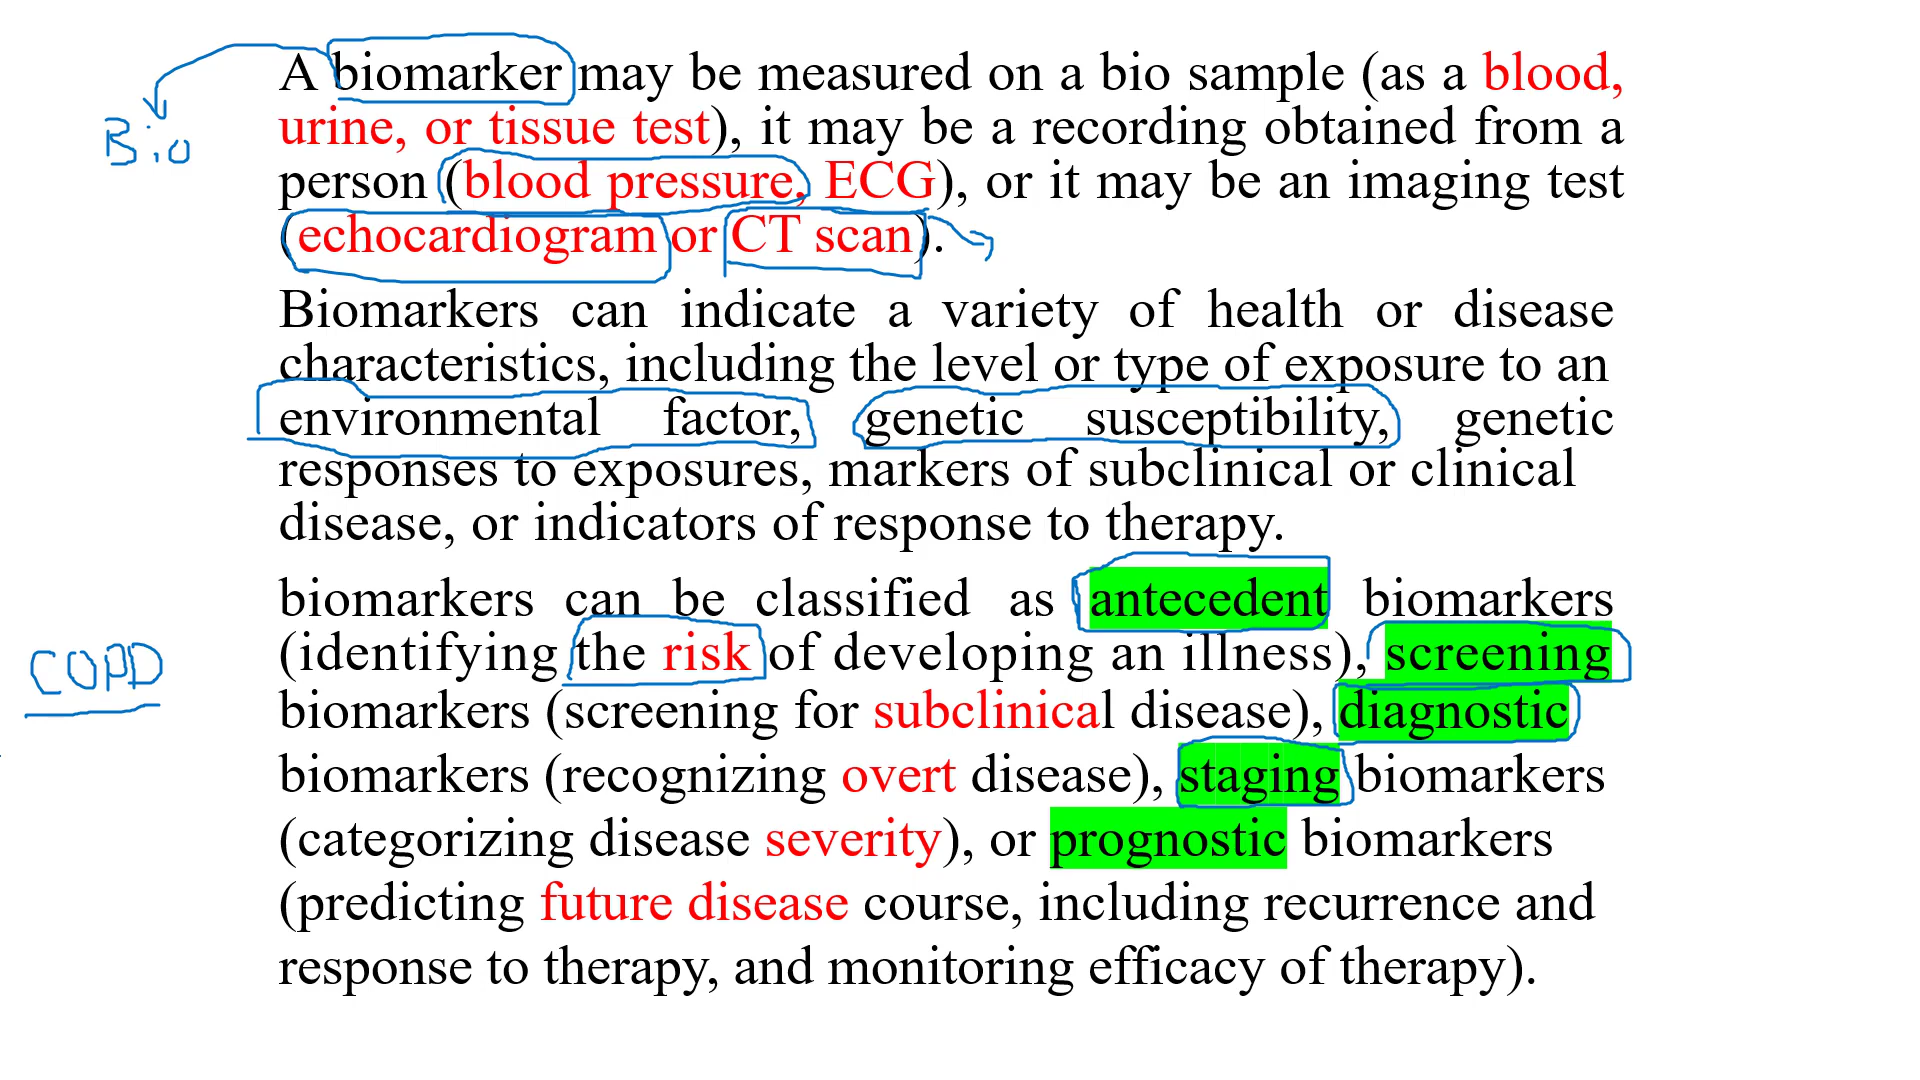 A biomarker may be measured on a bio sample (as a blood,
urine, or tissue test), it may be a recording obtained from a
Bio
person (blood pressure, ECG), or it may be an imaging test
(echocardiogram or CT scan).
Biomarkers can indicate a variety of health or disease
characteristics, including the level or type of exposure to an
environmental factor, genetic susceptibility, genetic
responses to exposures, markers of subclinical or clinical
disease, or indicators of response to therapy.
biomarkers can be classified as antecedent biomarkers
(identifying the risk of developing an illness), screening
COPD
biomarkers (screening for subclinical disease), diagnostic
biomarkers (recognizing overt disease), staging biomarkers
(categorizing disease severity), or prognostic biomarkers
(predicting future disease course, including recurrence and
response to therapy, and monitoring efficacy of therapy).